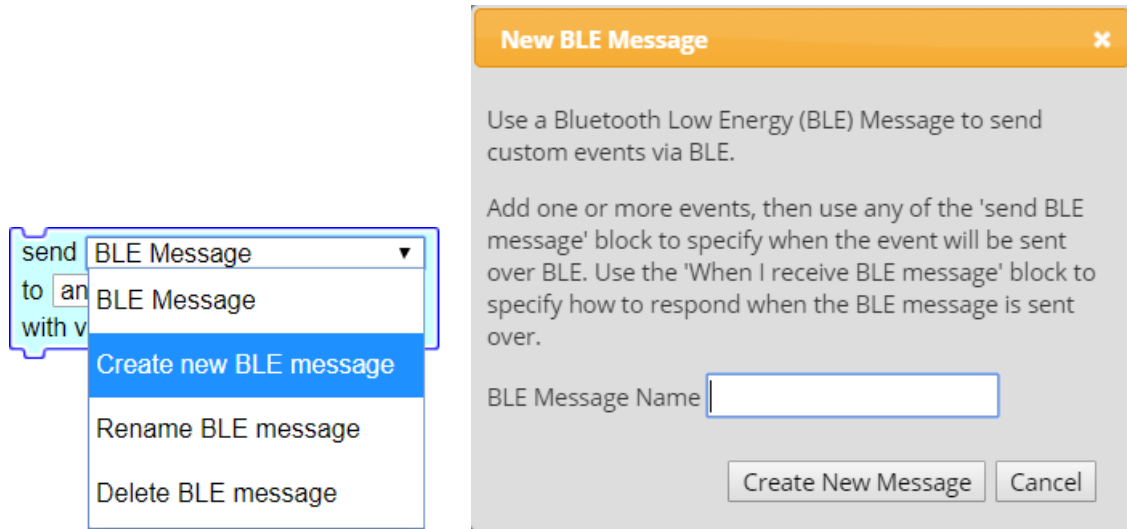 send BLE Message
to an
with v
BLE Message
Create new BLE message
Rename BLE message
Delete BLE message
New BLE Message
Use a Bluetooth Low Energy (BLE) Message to send
custom events via BLE.
Add one or more events, then use any of the 'send BLE
message' block to specify when the event will be sent
over BLE. Use the 'When I receive BLE message' block to
specify how to respond when the BLE message is sent
over.
BLE Message Name
Create New Message Cancel